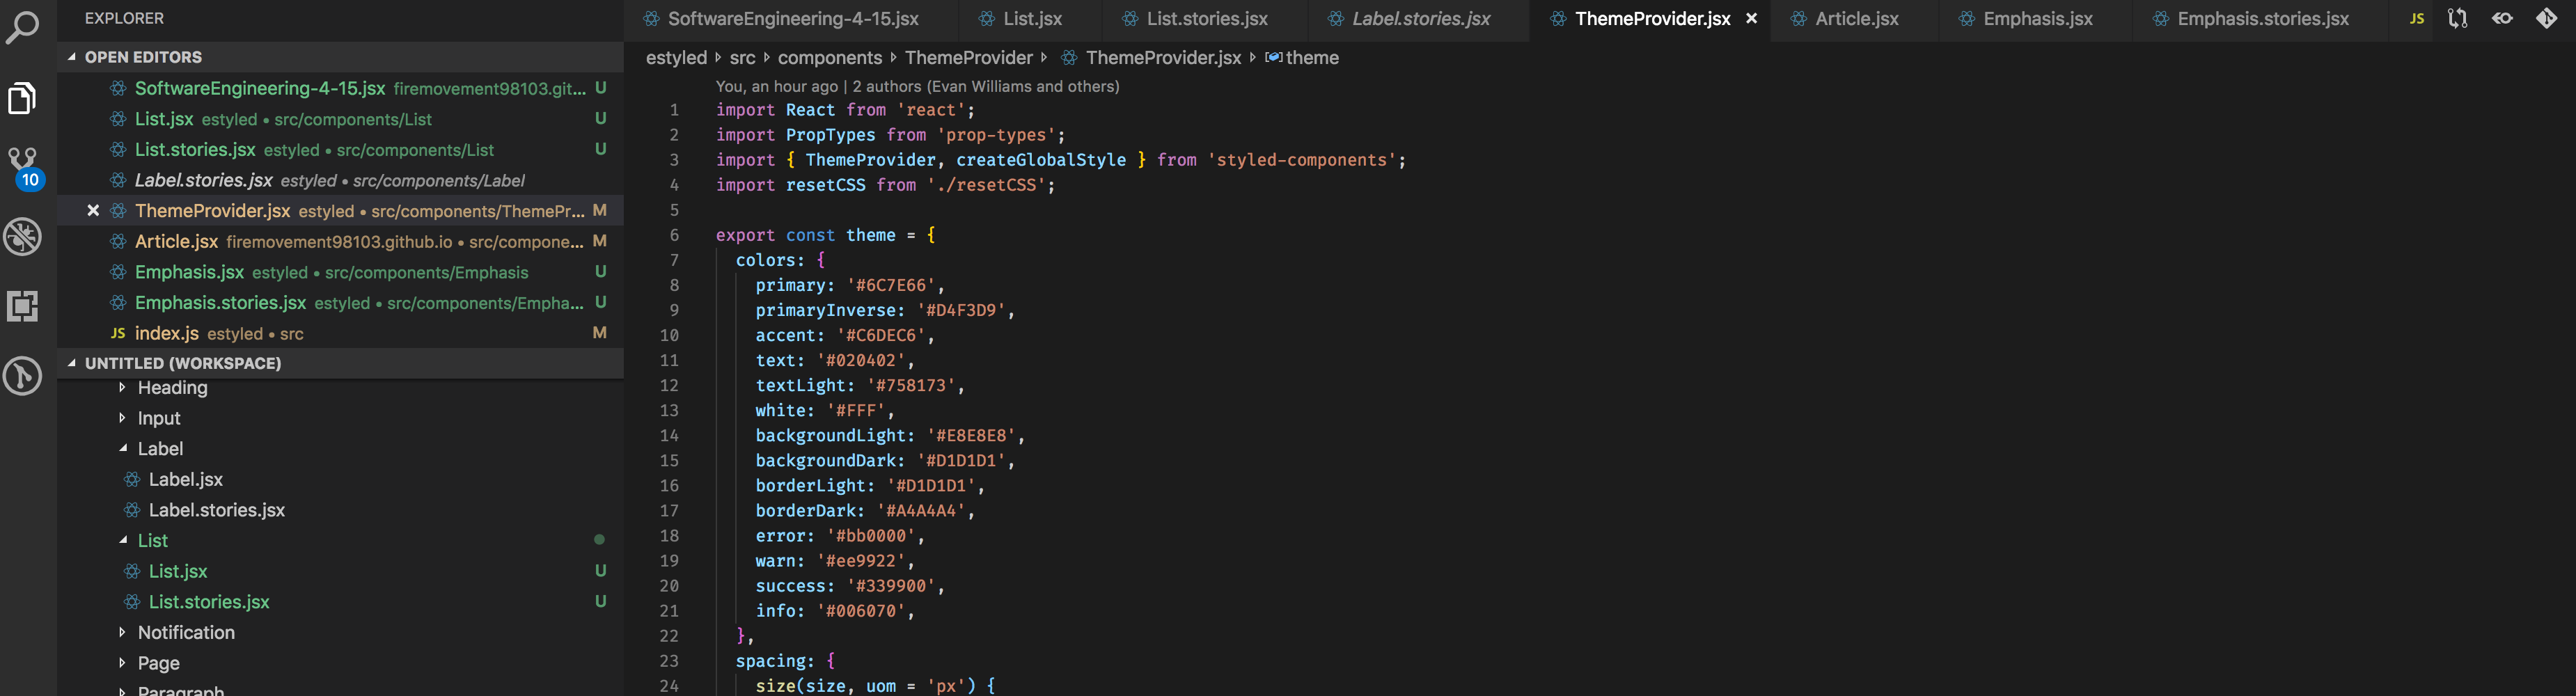 EXPLORER
OPEN EDITORS
SoftwareEngineering-4-15.jsx firemovement98103.git... U
List.jsx estyled • src/components/List U
List.stories.jsx estyled • src/components/List U
Label.stories.jsx estyled • src/components/Label
ThemeProvider.jsx estyled • src/components/ThemePr... M
Article.jsx firemovement98103.github.io • src/compone... M
Emphasis.jsx estyled • src/components/Emphasis U
Emphasis.stories.jsx estyled • src/components/Empha... U
JS index.js estyled • src M
10
UNTITLED (WORKSPACE)
Heading
Input
Label
Label.jsx
Label.stories.jsx
List
List.jsx U
List.stories.jsx U
Notification
Page
Paragraph
SoftwareEngineering-4-15.jsx List.jsx List.stories.jsx Label.stories.jsx ThemeProvider.jsx Article.jsx Emphasis.jsx Emphasis.stories.jsx JS
estyled src components ThemeProvider ThemeProvider.jsx theme
You, an hour ago | 2 authors (Evan Williams and others)
1 import React from 'react';
2 import PropTypes from 'prop-types';
3 import { ThemeProvider, createGlobalStyle } from 'styled-components';
4 import resetCSS from './resetCSS';
5
6 export const theme = {
7 colors: {
8 primary: '#6C7E66',
9 primaryInverse: '#D4F3D9',
10 accent: '#C6DEC6',
11 text: '#020402',
12 textLight: '#758173',
13 white: '#FFF',
14 backgroundLight: '#E8E8E8',
15 backgroundDark: '#D1D1D1',
16 borderLight: '#D1D1D1',
17 borderDark: '#A4A4A4',
18 error: '#bb0000',
19 warn: '#ee9922',
20 success: '#339900',
21 info: '#006070',
22 },
23 spacing: {
24 size(size, uom = 'px') {